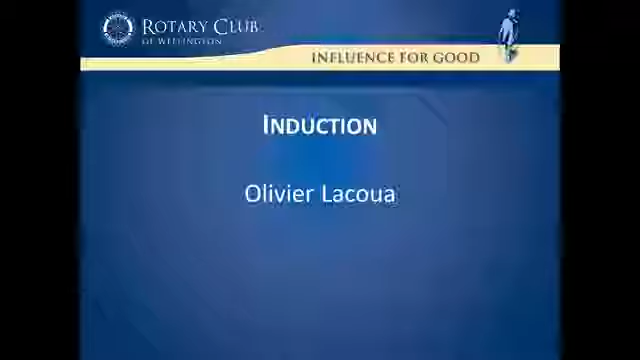 ROTARY CLUB
OF WELLINGTON
INFLUENCE FOR GOOD
INDUCTION
Olivier Lacoua